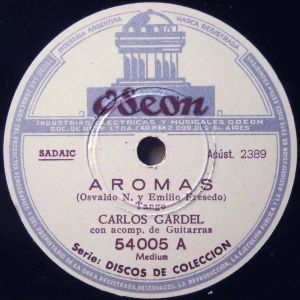 INDUSTRIA ARGENTINA
MARCA REGISTRADA
Odeon
INDUSTRIAS ELECTRICAS Y MUSICALES ODEON
SADAIC
Acúst. 2389
AROMAS
(Osvaldo N. y Emilio Fresedo)
Tango
CARLOS GARDEL
con acomp. de Guitarras
54005 A
Medium
Serie: DISCOS DE COLECCION